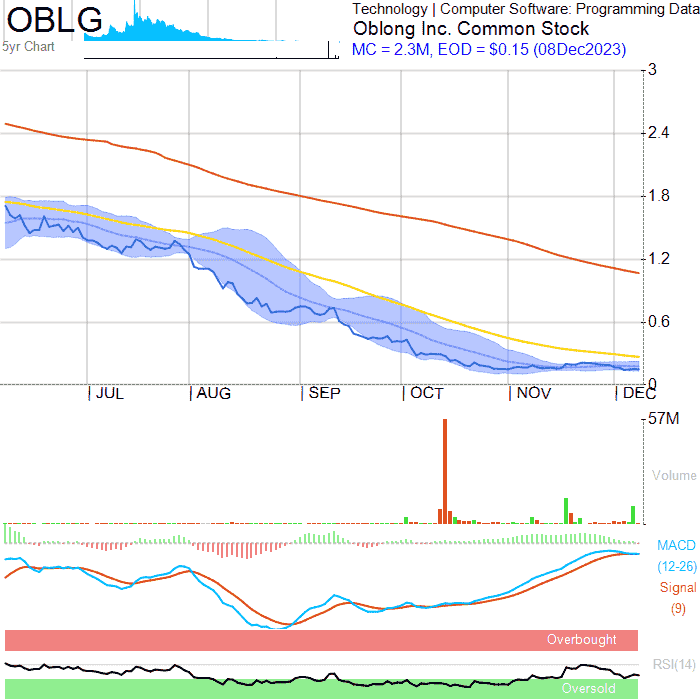 OBLG
5yr Chart
Technology | Computer Software: Programming Data
Oblong Inc. Common Stock
MC = 2.3M, EOD = $0.15 (08Dec2023)
3
2.4
1.8
1.2
0.6
0
JUL AUG SEP OCT NOV DEC
57M
Volume
MACD
(12-26)
Signal
(9)
Overbought
RSI(14)
Oversold